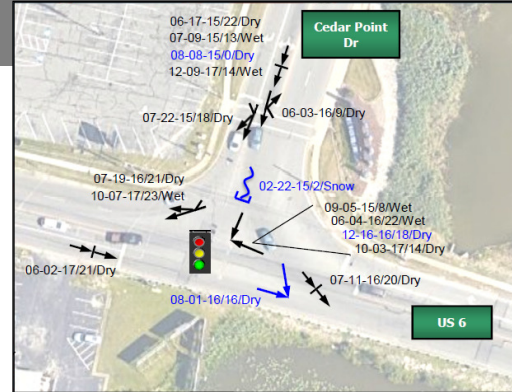 06-17-15/22/Dry
07-09-15/13/Wet
08-08-15/0/Dry
12-09-17/14/Wet
Cedar Point
Dr
07-22-15/18/Dry
06-03-16/9/Dry
07-19-16/21/Dry
10-07-17/23/Wet
02-22-15/2/Snow
09-05-15/8/Wet
06-04-16/22/Wet
12-16-16/18/Dry
10-03-17/14/Dry
06-02-17/21/Dry
07-11-16/20/Dry
08-01-16/16/Dry
US 6